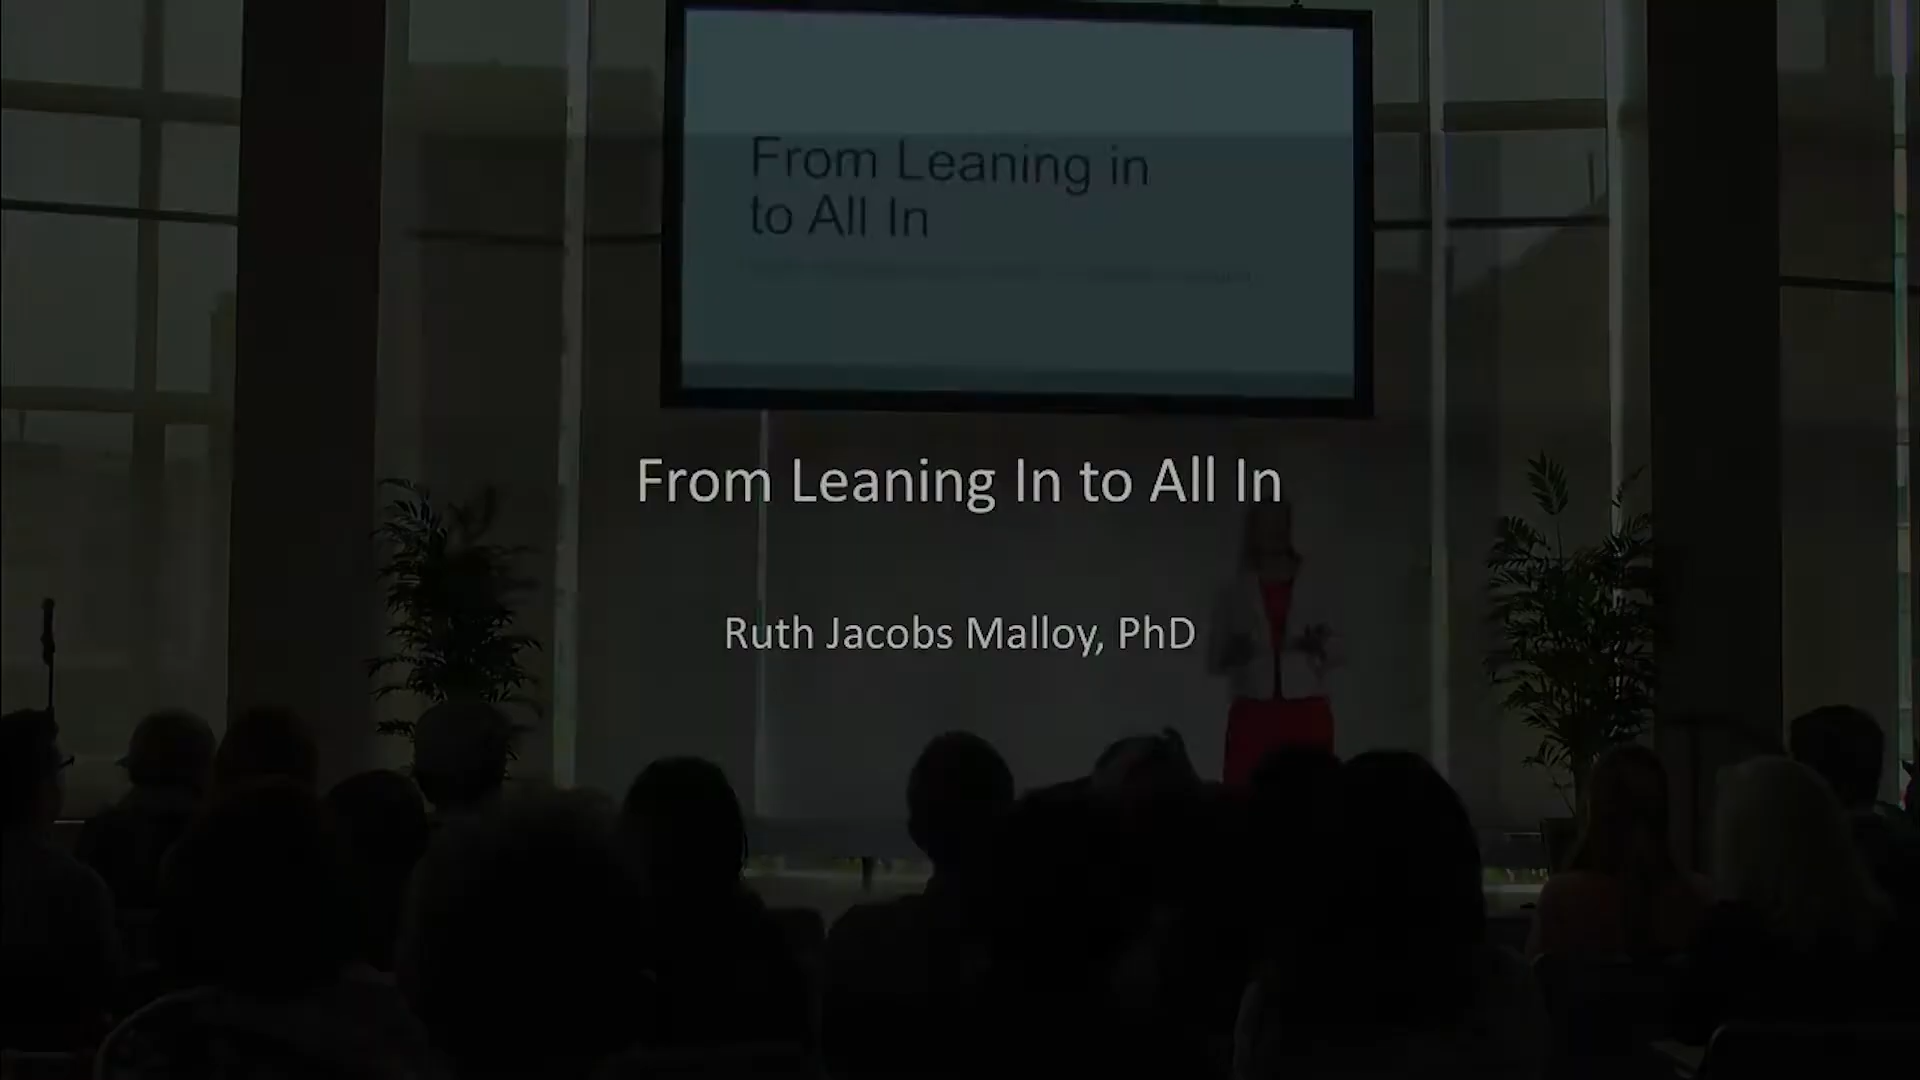 From Leaning in
to All In
From Leaning In to All In
Ruth Jacobs Malloy, PhD